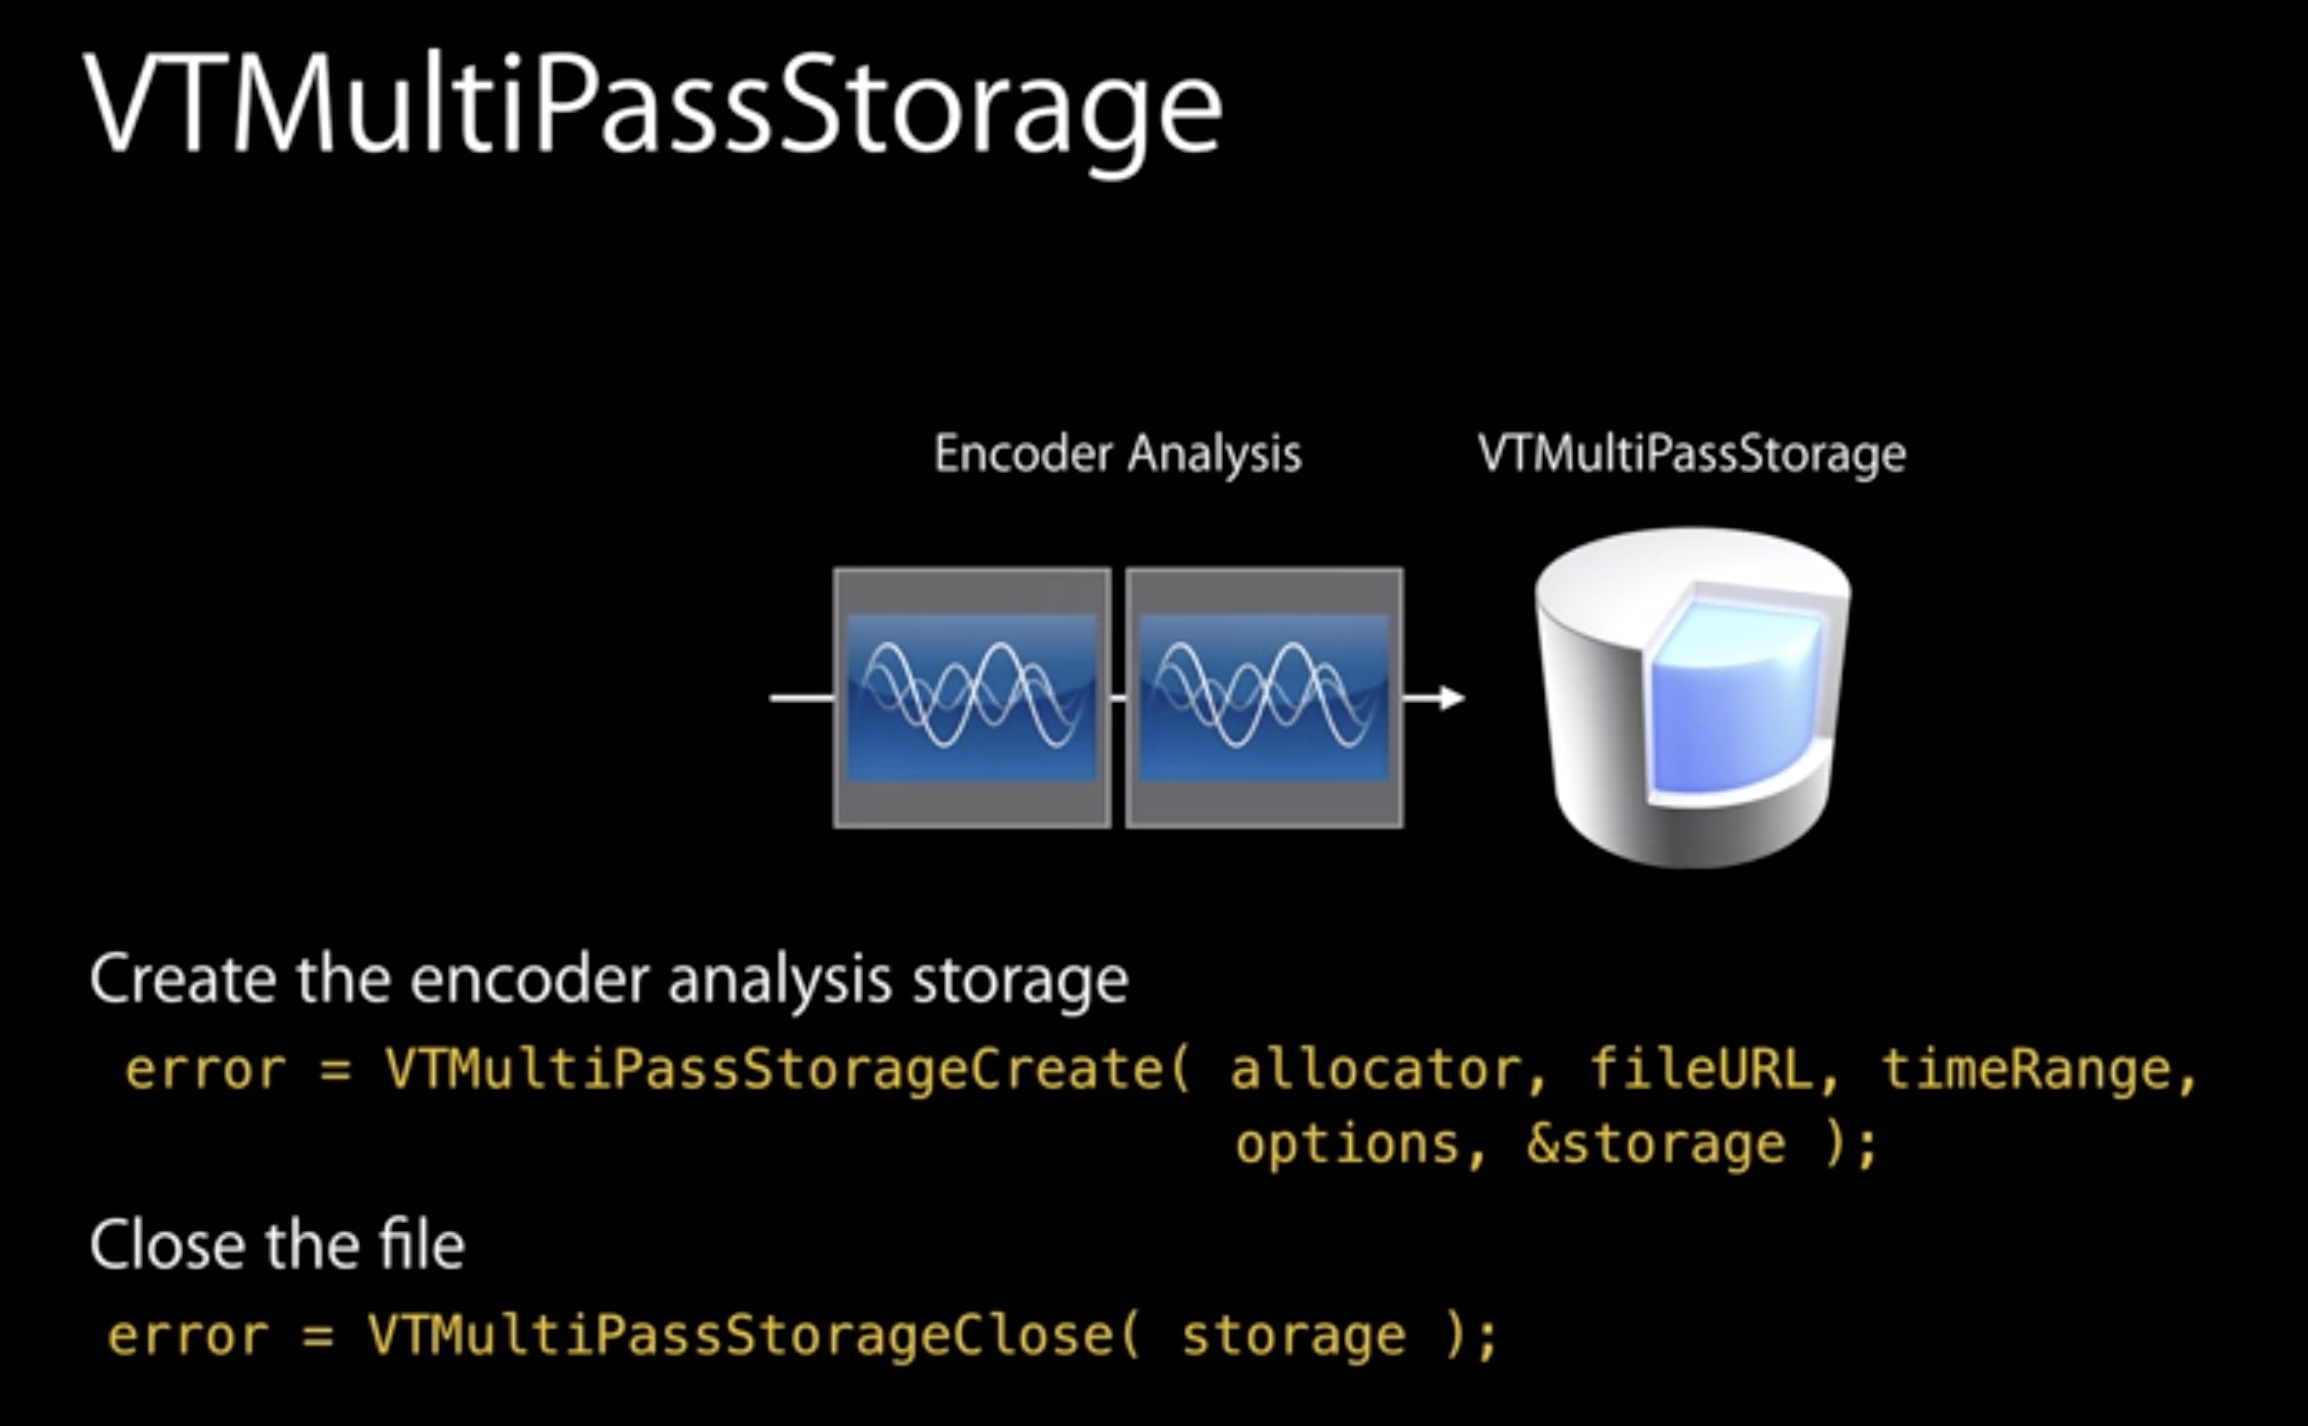 VTMultiPassStorage
Encoder Analysis
VTMultiPassStorage
Create the encoder analysis storage
error = VTMultiPassStorageCreate( allocator, fileURL, timeRange,
options, &storage );
Close the file
error = VTMultiPassStorageClose( storage );